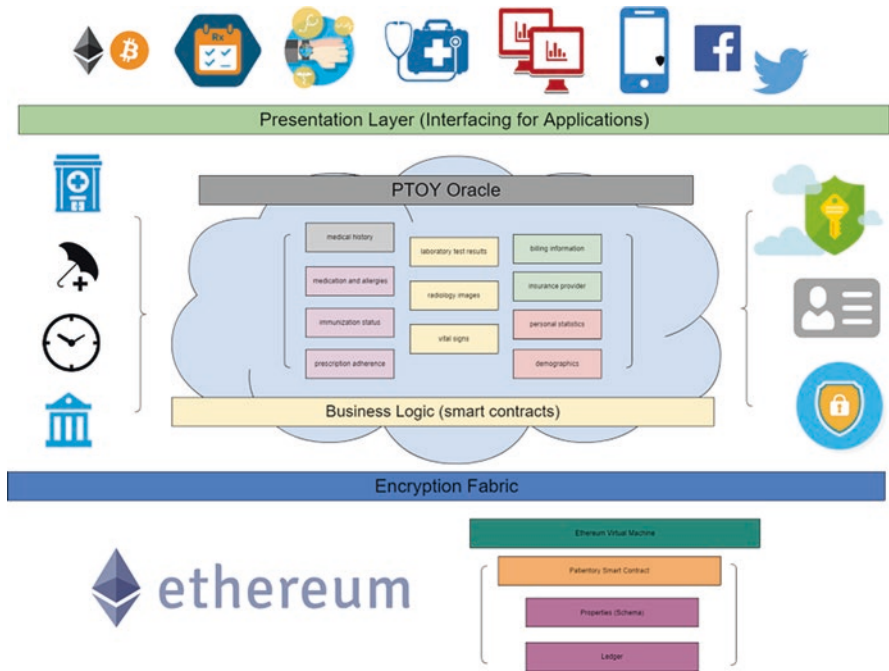 Rx
Presentation Layer (Interfacing for Applications)
PTOY Oracle
medical history
medication and allergies
immunization status
prescription adherence
laboratory test results
radiology images
vital signs
billing information
insurance provider
personal statistics
demographics
Business Logic (smart contracts)
Encryption Fabric
ethereum
Ethereum Virtual Machine
Patientory Smart Contract
Properties (Schema)
Ledger